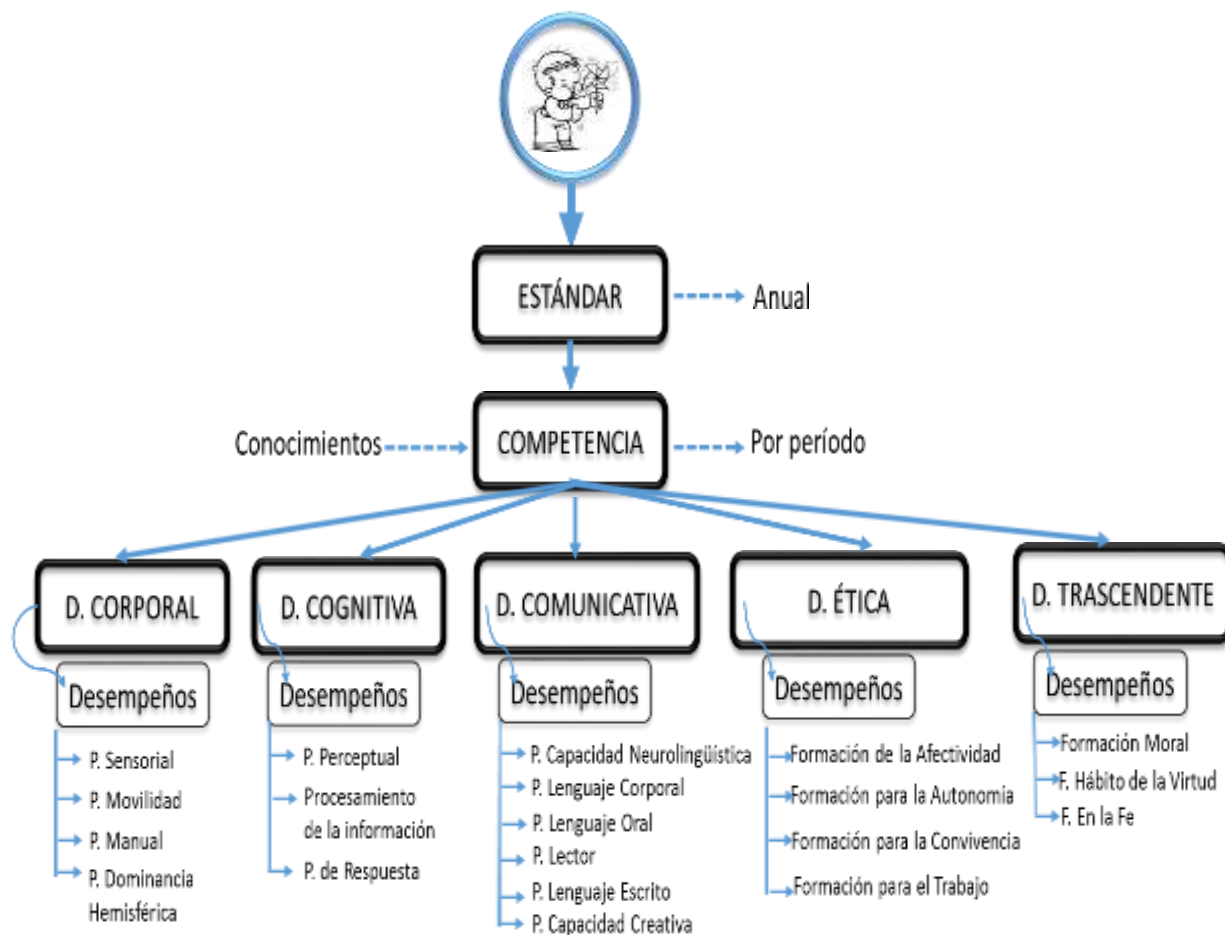 ESTÁNDAR
Anual
Conocimientos
COMPETENCIA
Por período
D. CORPORAL
D. COGNITIVA
D. COMUNICATIVA
D. ÉTICA
D. TRASCENDENTE
Desempeños
Desempeños
Desempeños
Desempeños
Desempeños
P. Sensorial
P. Movilidad
P. Manual
P. Dominancia
Hemisférica
P. Perceptual
Procesamiento
de la información
P. de Respuesta
P. Capacidad Neurolingüística
P. Lenguaje Corporal
P. Lenguaje Oral
P. Lector
P. Lenguaje Escrito
P. Capacidad Creativa
Formación de la Afectividad
Formación para la Autonomía
Formación para la Convivencia
Formación para el Trabajo
Formación Moral
F. Hábito de la Virtud
F. En la Fe